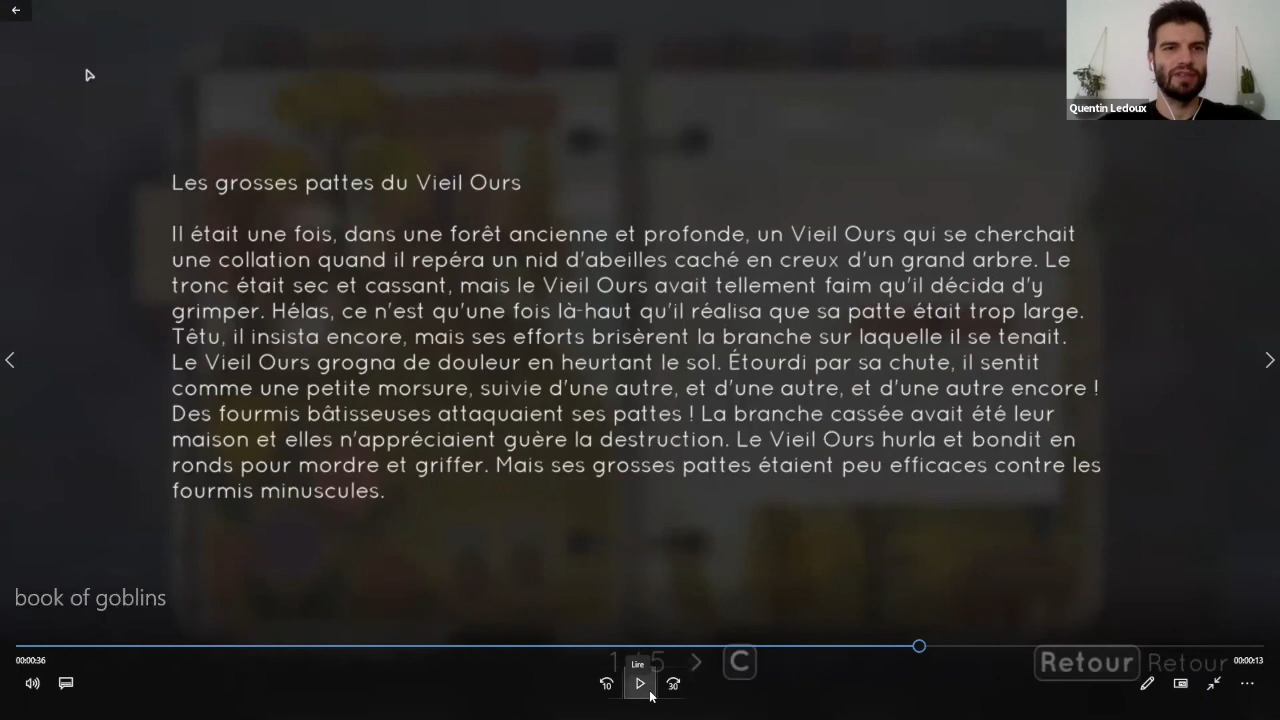 Quentin Ledoux
Les grosses pattes du Vieil Ours
Il était une fois, dans une forêt ancienne et profonde, un Vieil Ours qui se cherchait
une collation quand il repéra un nid d'abeilles caché en creux d'un grand arbre. Le
tronc était sec et cassant, mais le Vieil Ours avait tellement faim qu'il décida d'y
grimper. Hélas, ce n'est qu'une fois là-haut qu'il réalisa que sa patte était trop large.
Têtu, il insista encore, mais ses efforts brisèrent la branche sur laquelle il se tenait.
Le Vieil Ours grogna de douleur en heurtant le sol. Étourdi par sa chute, il sentit
comme une petite morsure, suivie d'une autre, et d'une autre, et d'une autre encore !
Des fourmis bâtisseuses attaquaient ses pattes ! La branche cassée avait été leur
maison et elles n'appréciaient guère la destruction. Le Vieil Ours hurla et bondit en
ronds pour mordre et griffer. Mais ses grosses pattes étaient peu efficaces contre les
fourmis minuscules.
book of goblins
00:00:36
00:00:13
Lire
1 / 5 > C
Retour Retour
10
30